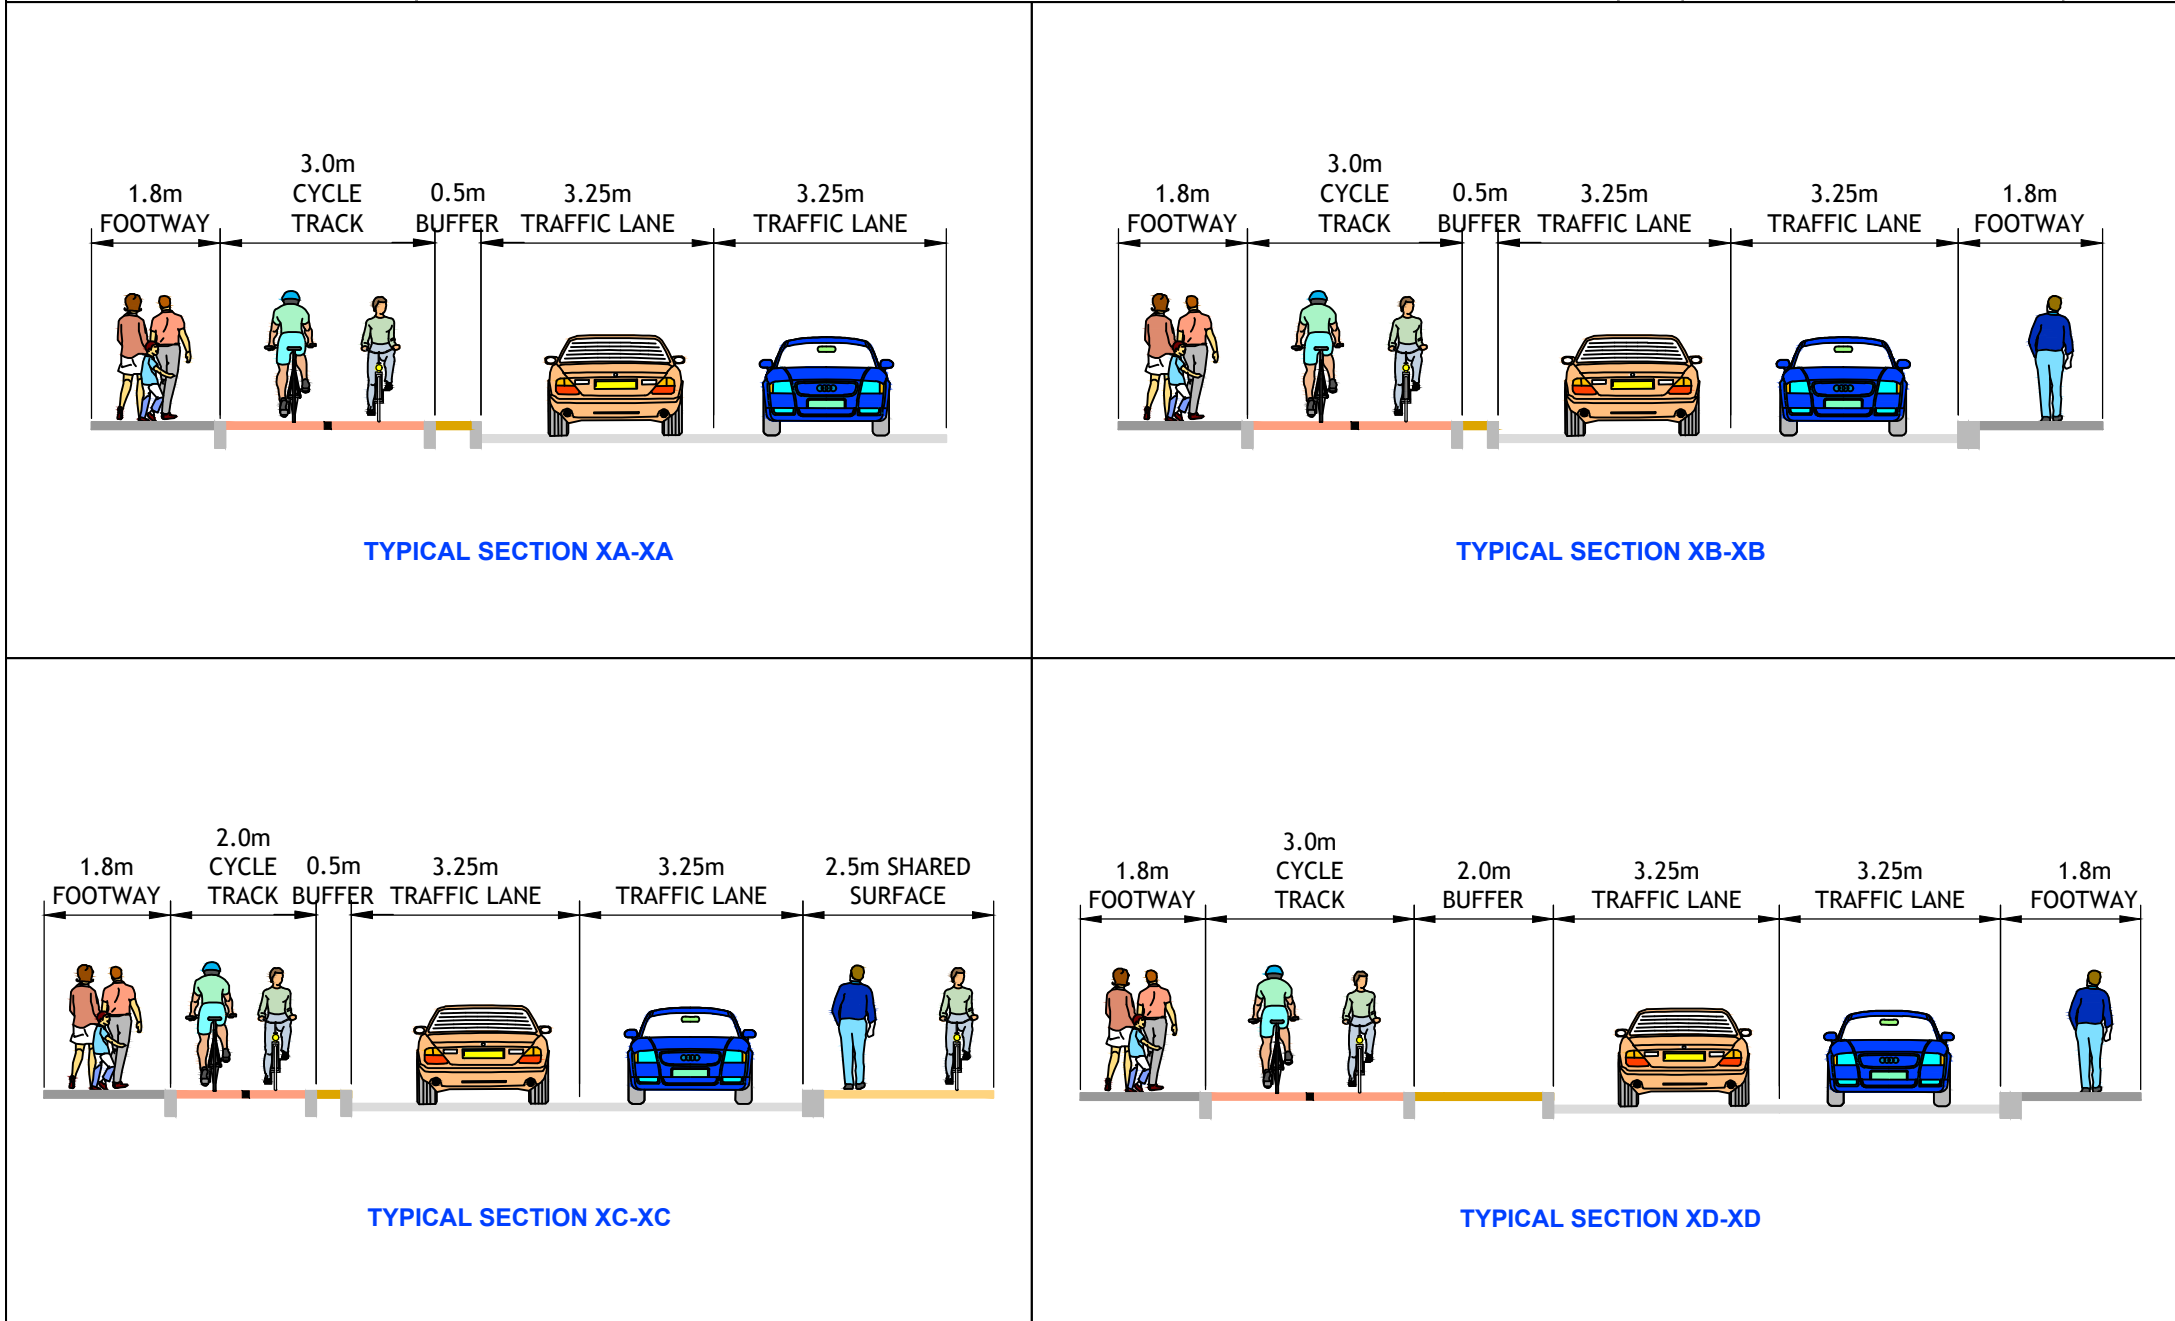 1.8m
FOOTWAY
3.0m
CYCLE
TRACK
0.5m
BUFFER
3.25m
TRAFFIC LANE
3.25m
TRAFFIC LANE
TYPICAL SECTION XA-XA
1.8m
FOOTWAY
3.0m
CYCLE
TRACK
0.5m
BUFFER
3.25m
TRAFFIC LANE
3.25m
TRAFFIC LANE
1.8m
FOOTWAY
TYPICAL SECTION XB-XB
1.8m
FOOTWAY
2.0m
CYCLE
TRACK
0.5m
BUFFER
3.25m
TRAFFIC LANE
3.25m
TRAFFIC LANE
2.5m SHARED
SURFACE
TYPICAL SECTION XC-XC
1.8m
FOOTWAY
3.0m
CYCLE
TRACK
2.0m
BUFFER
3.25m
TRAFFIC LANE
3.25m
TRAFFIC LANE
1.8m
FOOTWAY
TYPICAL SECTION XD-XD